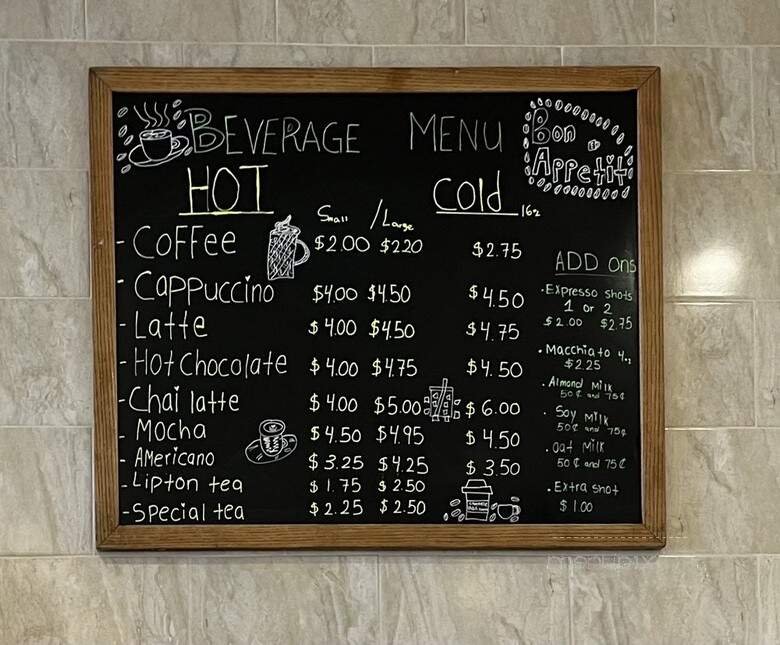 BEVERAGE MENU
Bon
Appetit
HOT
Cold 16z
Small / Large
- Coffee $2.00 $2.20 $2.75
- Cappuccino $4.00 $4.50 $4.50
- Latte $4.00 $4.50 $4.75
- Hot Chocolate $4.00 $4.75 $4.50
- Chai latte $4.00 $5.00 $6.00
- Mocha $4.50 $4.95 $4.50
- Americano $3.25 $4.25 $3.50
- Lipton tea $1.75 $2.50
- Special tea $2.25 $2.50
ADD Ons
• Expresso shots
1 or 2
$2.00 $2.75
• Macchiato 4.z
$2.25
• Almond Milk
50¢ and 75¢
• Soy Milk
50¢ and 75¢
• Oat Milk
50¢ and 75¢
• Extra shot
$1.00